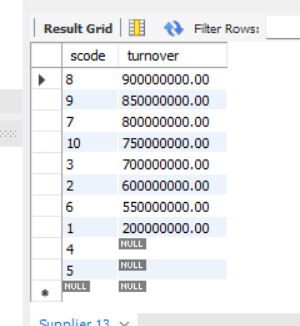 Result Grid Filter Rows:
scode turnover
8 900000000.00
9 850000000.00
7 800000000.00
10 750000000.00
3 700000000.00
2 600000000.00
6 550000000.00
1 200000000.00
4 NULL
5 NULL
NULL NULL
Supplier 13